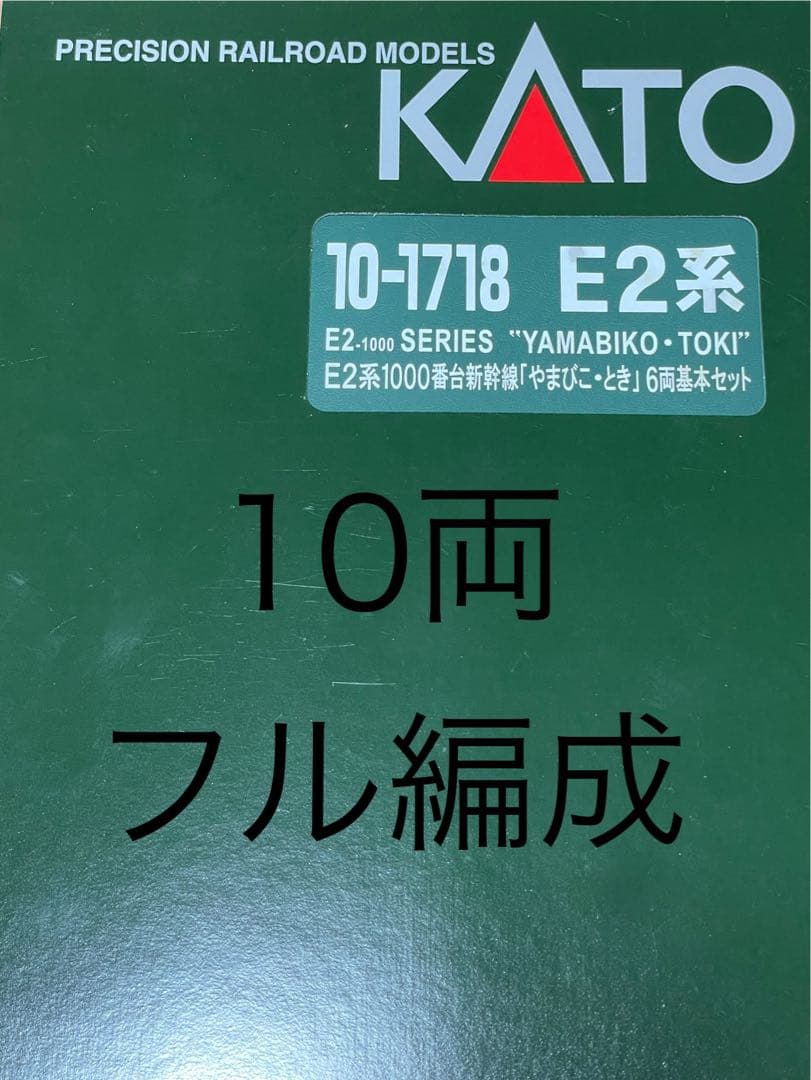 PRECISION RAILROAD MODELS
KATO
10-1718 E2系
E2-1000 SERIES "YAMABIKO・TOKI"
E2系1000番台新幹線「やまびこ・とき」6両基本セット
10両
フル編成